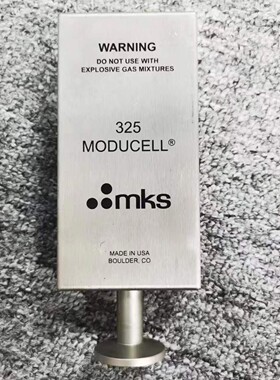 WARNING
DO NOT USE WITH
EXPLOSIVE GAS MIXTURES
325
MODUCELL®
mks
MADE IN USA
BOULDER, CO